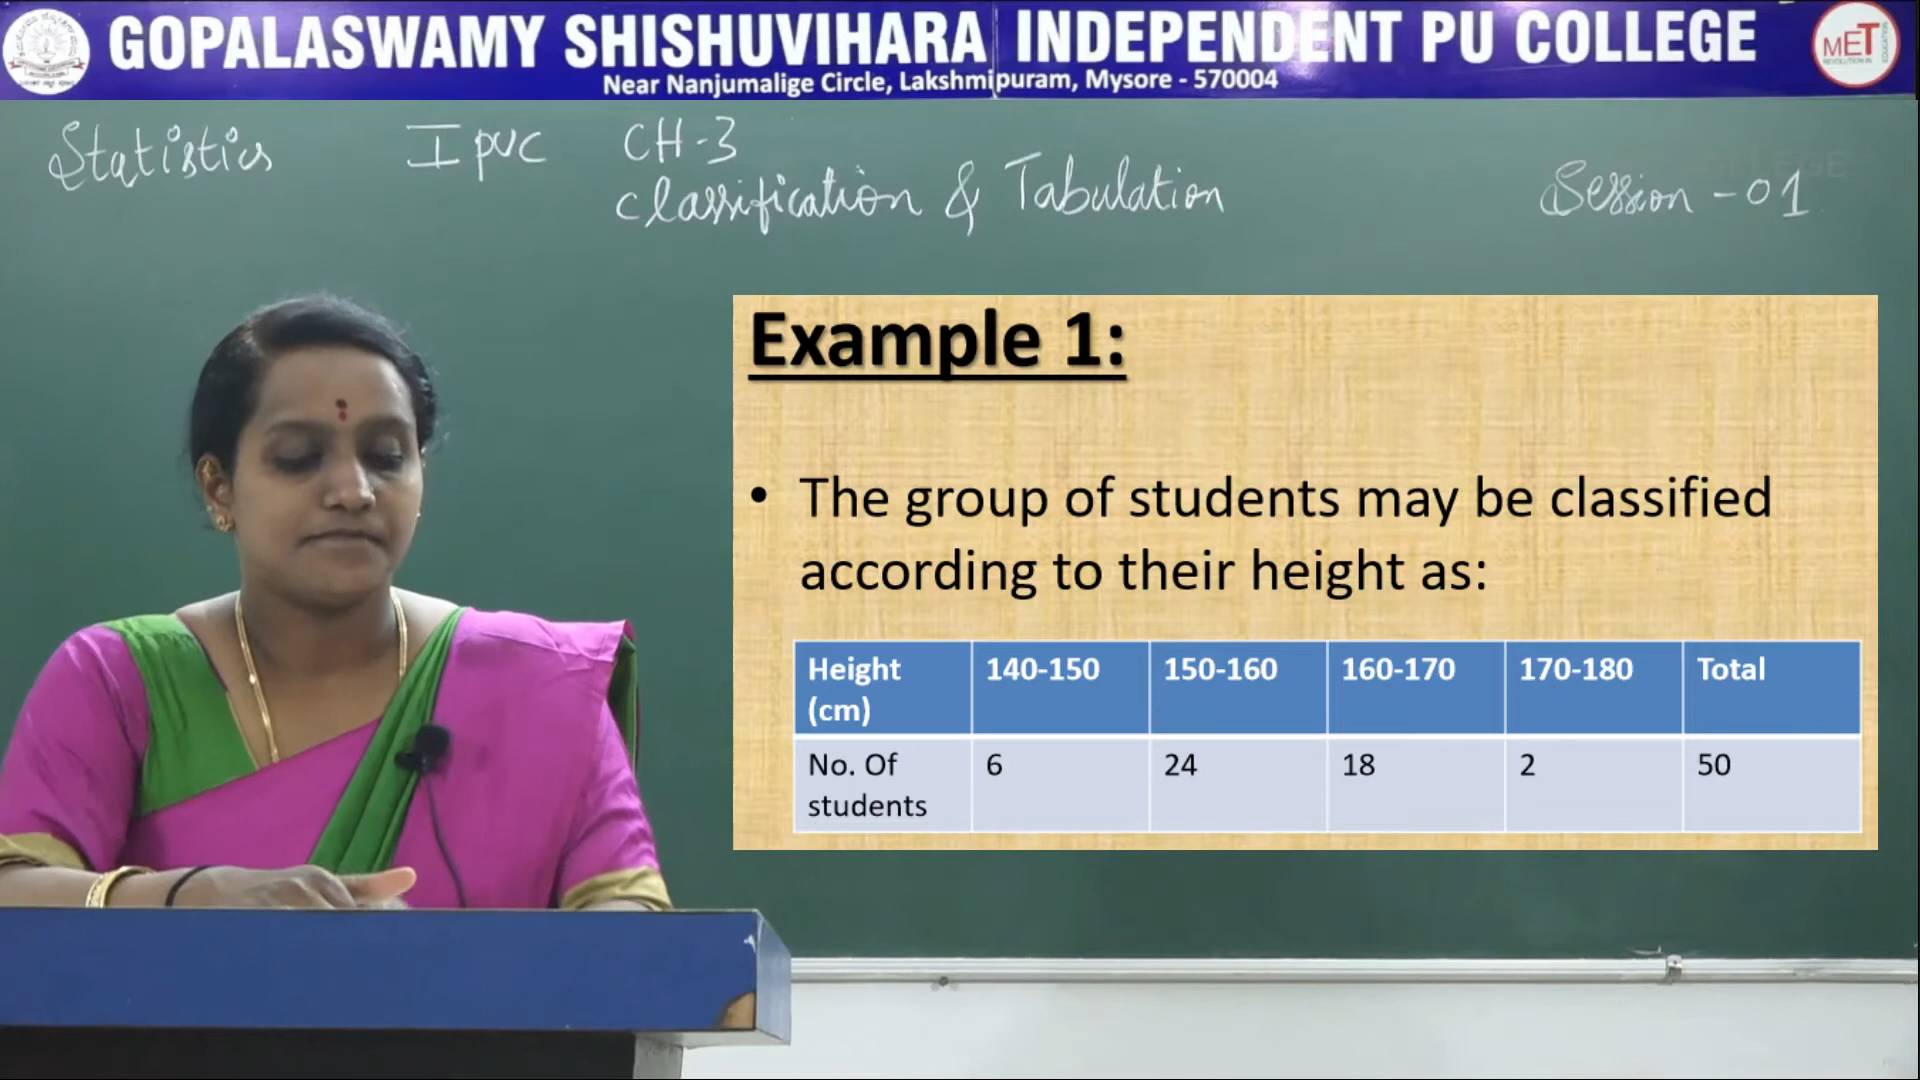 GOPALASWAMY SHISHUVIHARA INDEPENDENT PU COLLEGE
Near Nanjumalige Circle, Lakshmipuram, Mysore - 570004
MET
Statistics I PUC CH-3
Classification & Tabulation
Session - 01
Example 1:
• The group of students may be classified
according to their height as:
Height (cm) 140-150 150-160 160-170 170-180 Total
No. Of students 6 24 18 2 50